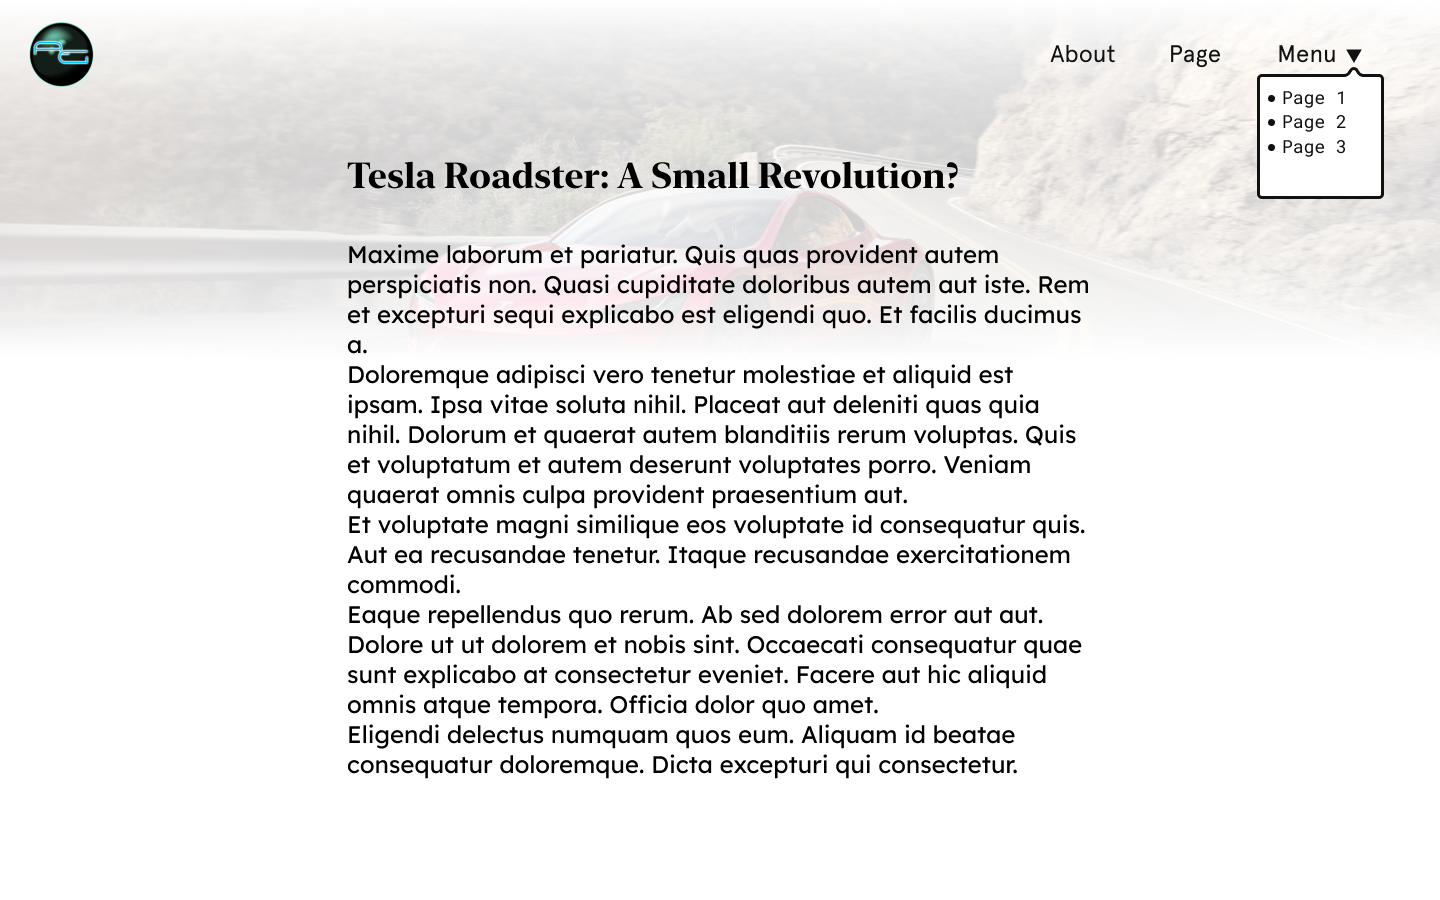 About Page Menu ▼
• Page 1
• Page 2
• Page 3
Tesla Roadster: A Small Revolution?
Maxime laborum et pariatur. Quis quas provident autem
perspiciatis non. Quasi cupiditate doloribus autem aut iste. Rem
et excepturi sequi explicabo est eligendi quo. Et facilis ducimus
a.
Doloremque adipisci vero tenetur molestiae et aliquid est
ipsam. Ipsa vitae soluta nihil. Placeat aut deleniti quas quia
nihil. Dolorum et quaerat autem blanditiis rerum voluptas. Quis
et voluptatum et autem deserunt voluptates porro. Veniam
quaerat omnis culpa provident praesentium aut.
Et voluptate magni similique eos voluptate id consequatur quis.
Aut ea recusandae tenetur. Itaque recusandae exercitationem
commodi.
Eaque repellendus quo rerum. Ab sed dolorem error aut aut.
Dolore ut ut dolorem et nobis sint. Occaecati consequatur quae
sunt explicabo at consectetur eveniet. Facere aut hic aliquid
omnis atque tempora. Officia dolor quo amet.
Eligendi delectus numquam quos eum. Aliquam id beatae
consequatur doloremque. Dicta excepturi qui consectetur.